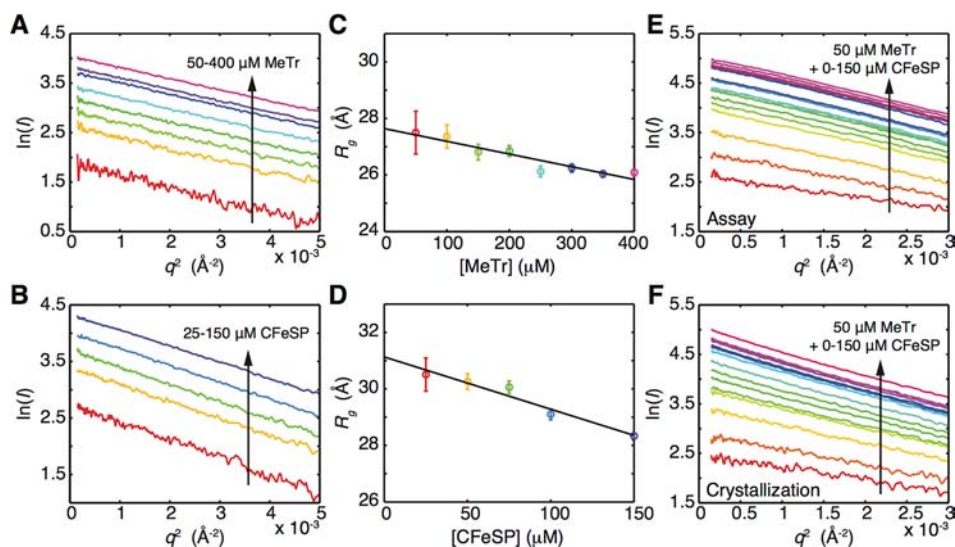 A
4.5
3.5
2.5
1.5
0.5
ln(I)
50-400 μM MeTr
0 1 2 3 4 5
q² (Å⁻²)
x 10⁻³
B
4.5
3.5
2.5
1.5
ln(I)
25-150 μM CFeSP
0 1 2 3 4 5
q² (Å⁻²)
x 10⁻³
C
30
28
26
24
Rg (Å)
0 100 200 300 400
[MeTr] (μM)
D
32
30
28
26
Rg (Å)
0 50 100 150
[CFeSP] (μM)
E
5.5
4.5
3.5
2.5
1.5
ln(I)
50 μM MeTr
+ 0-150 μM CFeSP
Assay
0 0.5 1 1.5 2 2.5 3
q² (Å⁻²)
x 10⁻³
F
5.5
4.5
3.5
2.5
1.5
ln(I)
50 μM MeTr
+ 0-150 μM CFeSP
Crystallization
0 0.5 1 1.5 2 2.5 3
q² (Å⁻²)
x 10⁻³